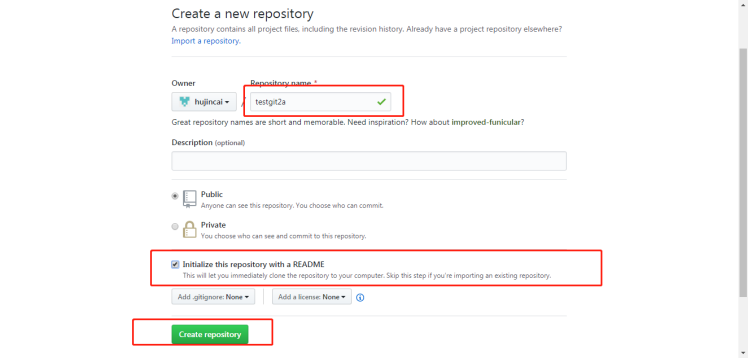 Create a new repository
A repository contains all project files, including the revision history. Already have a project repository elsewhere?
Import a repository.
Owner
Repository name *
hujincai
/
testgit2a
Great repository names are short and memorable. Need inspiration? How about improved-funicular?
Description (optional)
Public
Anyone can see this repository. You choose who can commit.
Private
You choose who can see and commit to this repository.
Initialize this repository with a README
This will let you immediately clone the repository to your computer. Skip this step if you're importing an existing repository.
Add .gitignore: None
Add a license: None
Create repository